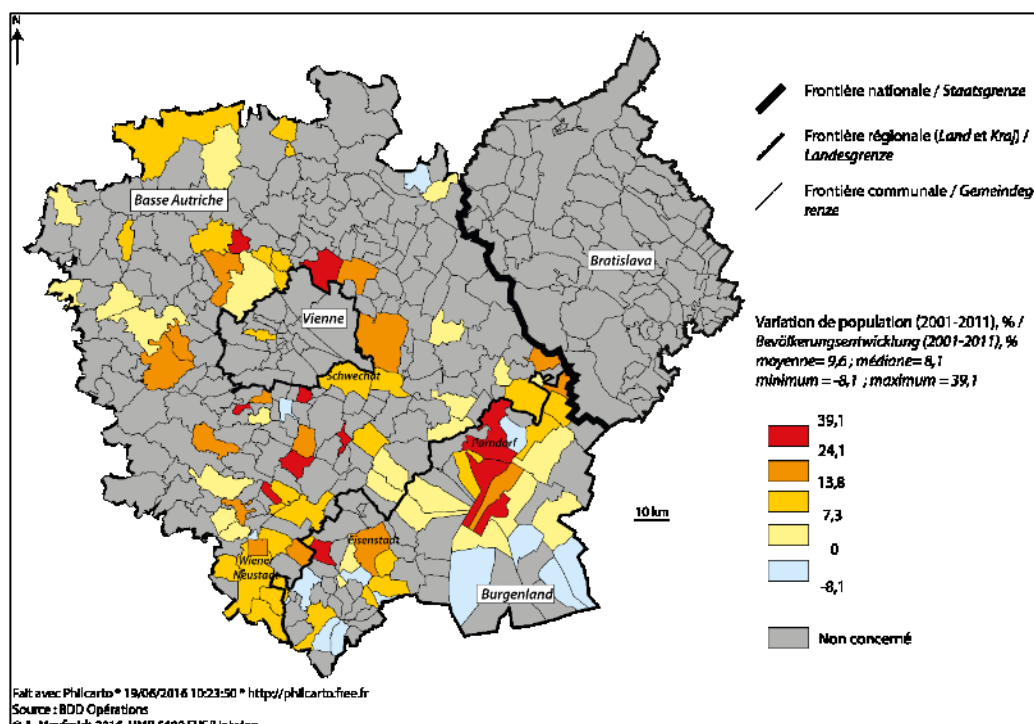 N
Frontière nationale / Staatsgrenze
Frontière régionale (Land et Kraj) /
Landesgrenze
Frontière communale / Gemeindeg
renze
Basse Autriche
Bratislava
Vienne
Schwechat
Parndorf
Eisenstadt
(Wiener
Neustadt
Burgenland
10 km
Variation de population (2001-2011), % /
Bevölkerungsentwicklung (2001-2011), %
moyenne= 9,6 ; médiane= 8,1
minimum = -8,1 ; maximum = 39,1
39,1
24,1
13,8
7,3
0
-8,1
Non concerné
Fait avec Philcarto * 19/06/2016 10:23:50 * http://philcarto.free.fr
Source : BDD Opérations